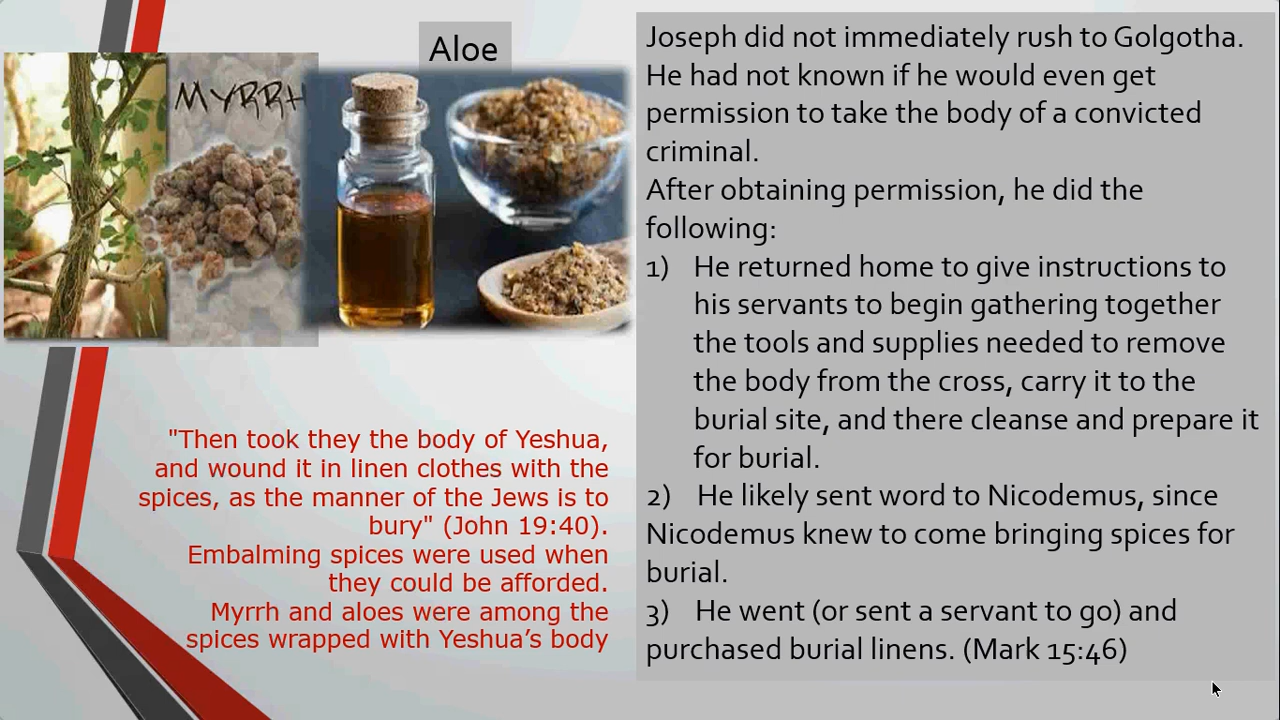 Aloe
MYRRH
"Then took they the body of Yeshua,
and wound it in linen clothes with the
spices, as the manner of the Jews is to
bury" (John 19:40).
Embalming spices were used when
they could be afforded.
Myrrh and aloes were among the
spices wrapped with Yeshua’s body
Joseph did not immediately rush to Golgotha.
He had not known if he would even get
permission to take the body of a convicted
criminal.
After obtaining permission, he did the
following:
1) He returned home to give instructions to
his servants to begin gathering together
the tools and supplies needed to remove
the body from the cross, carry it to the
burial site, and there cleanse and prepare it
for burial.
2) He likely sent word to Nicodemus, since
Nicodemus knew to come bringing spices for
burial.
3) He went (or sent a servant to go) and
purchased burial linens. (Mark 15:46)